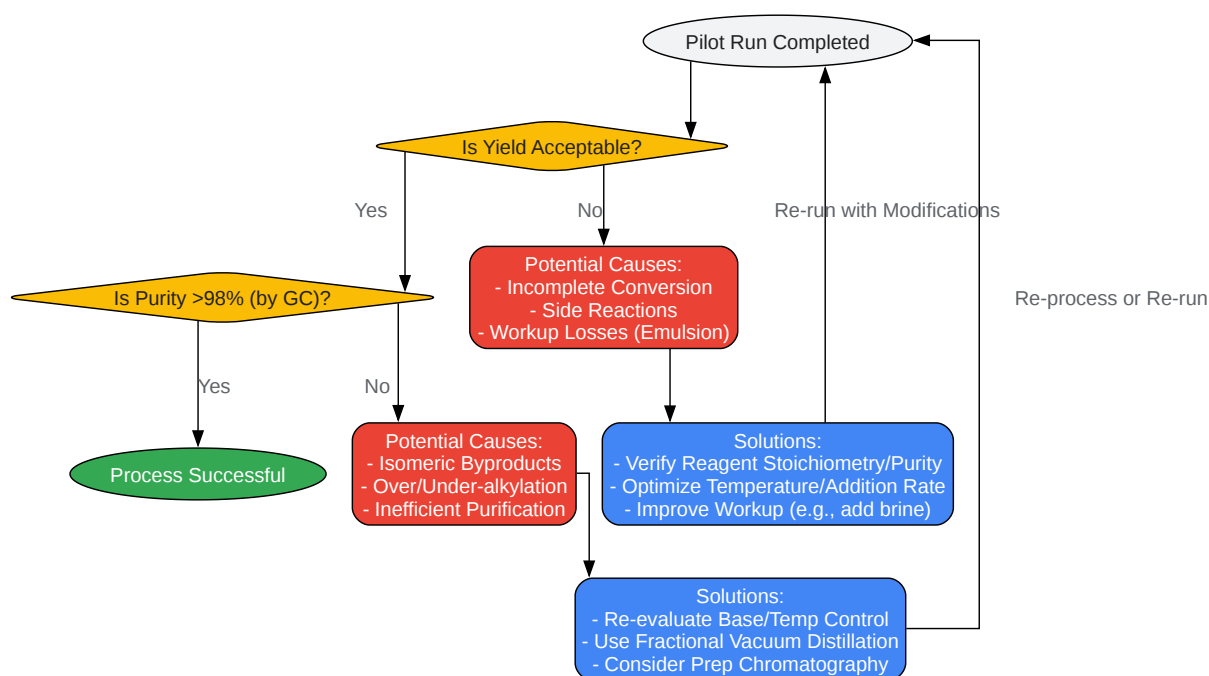 Pilot Run Completed
Is Yield Acceptable?
Yes
No
Re-run with Modifications
Potential Causes:
- Incomplete Conversion
- Side Reactions
- Workup Losses (Emulsion)
Is Purity >98% (by GC)?
Re-process or Re-run
Yes
No
Process Successful
Potential Causes:
- Isomeric Byproducts
- Over/Under-alkylation
- Inefficient Purification
Solutions:
- Verify Reagent Stoichiometry/Purity
- Optimize Temperature/Addition Rate
- Improve Workup (e.g., add brine)
Solutions:
- Re-evaluate Base/Temp Control
- Use Fractional Vacuum Distillation
- Consider Prep Chromatography